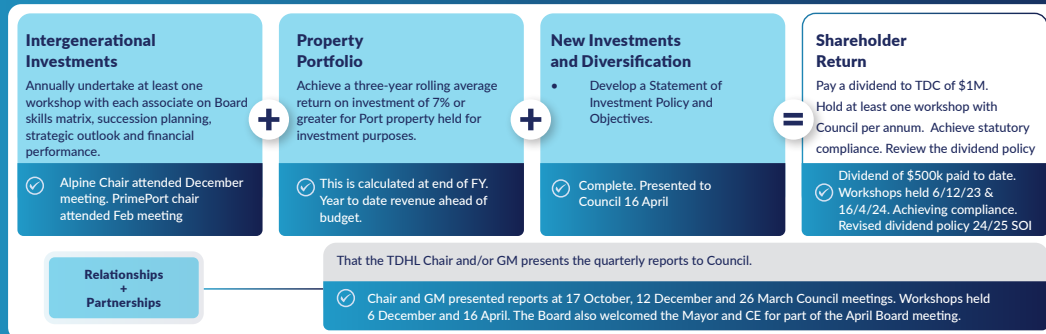 Intergenerational
Investments
Annually undertake at least one
workshop with each associate on Board
skills matrix, succession planning,
strategic outlook and financial
performance.
Alpine Chair attended December
meeting. PrimePort chair
attended Feb meeting
+
Property
Portfolio
Achieve a three-year rolling average
return on investment of 7% or
greater for Port property held for
investment purposes.
This is calculated at end of FY.
Year to date revenue ahead of
budget.
+
New Investments
and Diversification
• Develop a Statement of
Investment Policy and
Objectives.
Complete. Presented to
Council 16 April
=
Shareholder
Return
Pay a dividend to TDC of $1M.
Hold at least one workshop with
Council per annum. Achieve statutory
compliance. Review the dividend policy
Dividend of $500k paid to date.
Workshops held 6/12/23 &
16/4/24. Achieving compliance.
Revised dividend policy 24/25 SOI
Relationships
+
Partnerships
That the TDHL Chair and/or GM presents the quarterly reports to Council.
Chair and GM presented reports at 17 October, 12 December and 26 March Council meetings. Workshops held
6 December and 16 April. The Board also welcomed the Mayor and CE for part of the April Board meeting.